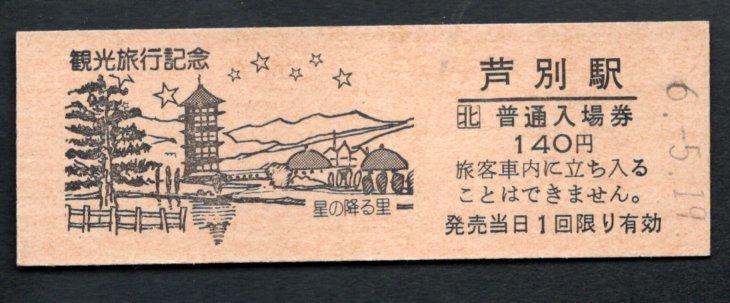 観光旅行記念
星の降る里
芦別駅
北 普通入場券
140円
旅客車内に立ち入る
ことはできません。
発売当日1回限り有効
6.-5.19.